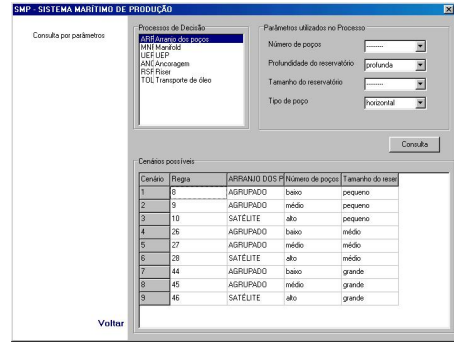 SMP - SISTEMA MARÍTIMO DE PRODUÇÃO
Consulta por parâmetros
Processos de Decisão
ARR Arranjo dos poços
MNI Manifold
UEP UEP
ANC Ancoragem
RSR Riser
TOL Transporte de óleo
Parâmetros utilizados no Processo
Número de poços --------
Profundidade do reservatório profunda
Tamanho do reservatório --------
Tipo de poço horizontal
Consulta
Cenários possíveis
Cenário Regra ARRANJO DOS P Número de poços Tamanho do reser
1 8 AGRUPADO baixo pequeno
2 9 AGRUPADO médio pequeno
3 10 SATÉLITE alto pequeno
4 26 AGRUPADO baixo médio
5 27 AGRUPADO médio médio
6 28 SATÉLITE alto médio
7 44 AGRUPADO baixo grande
8 45 AGRUPADO médio grande
9 46 SATÉLITE alto grande
Voltar